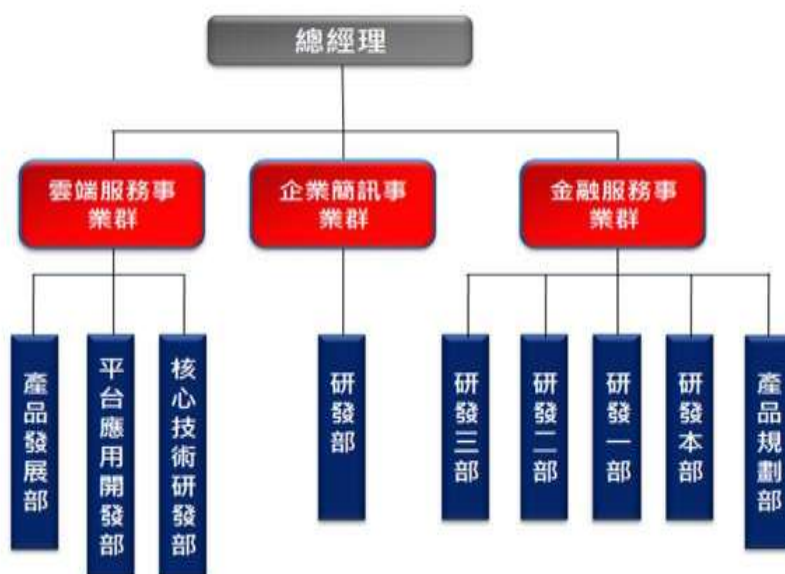 總經理
雲端服務事
業群
企業簡訊事
業群
金融服務事
業群
產品發展部
平台應用開發部
核心技術研發部
研發部
研發三部
研發二部
研發一部
研發本部
產品規劃部